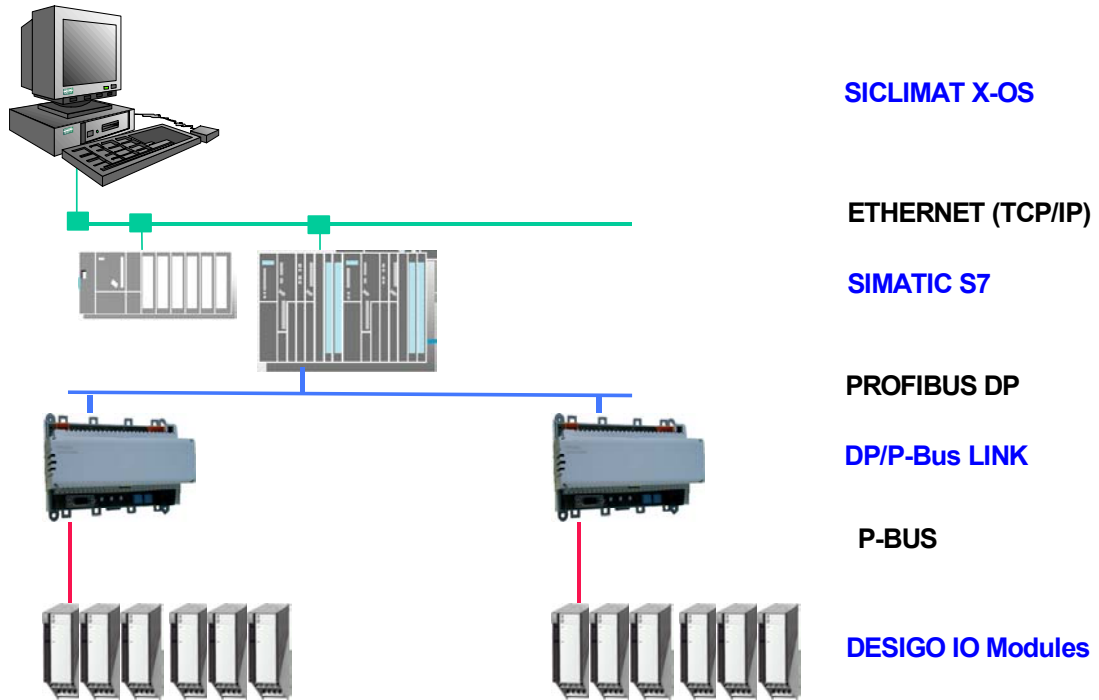 SICLIMAT X-OS
ETHERNET (TCP/IP)
SIMATIC S7
PROFIBUS DP
DP/P-Bus LINK
P-BUS
DESIGO IO Modules